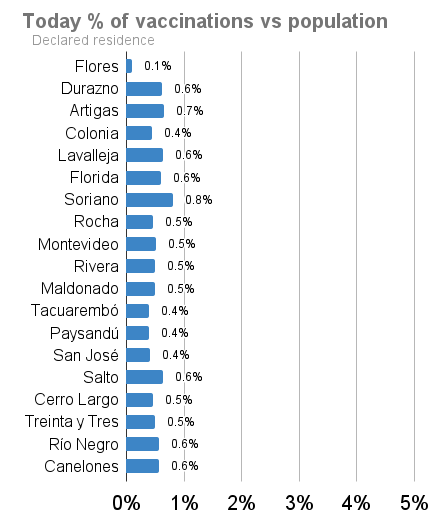 Today % of vaccinations vs population
Declared residence
Flores 0.1%
Durazno 0.6%
Artigas 0.7%
Colonia 0.4%
Lavalleja 0.6%
Florida 0.6%
Soriano 0.8%
Rocha 0.5%
Montevideo 0.5%
Rivera 0.5%
Maldonado 0.5%
Tacuarembó 0.4%
Paysandú 0.4%
San José 0.4%
Salto 0.6%
Cerro Largo 0.5%
Treinta y Tres 0.5%
Río Negro 0.6%
Canelones 0.6%
0% 1% 2% 3% 4% 5%